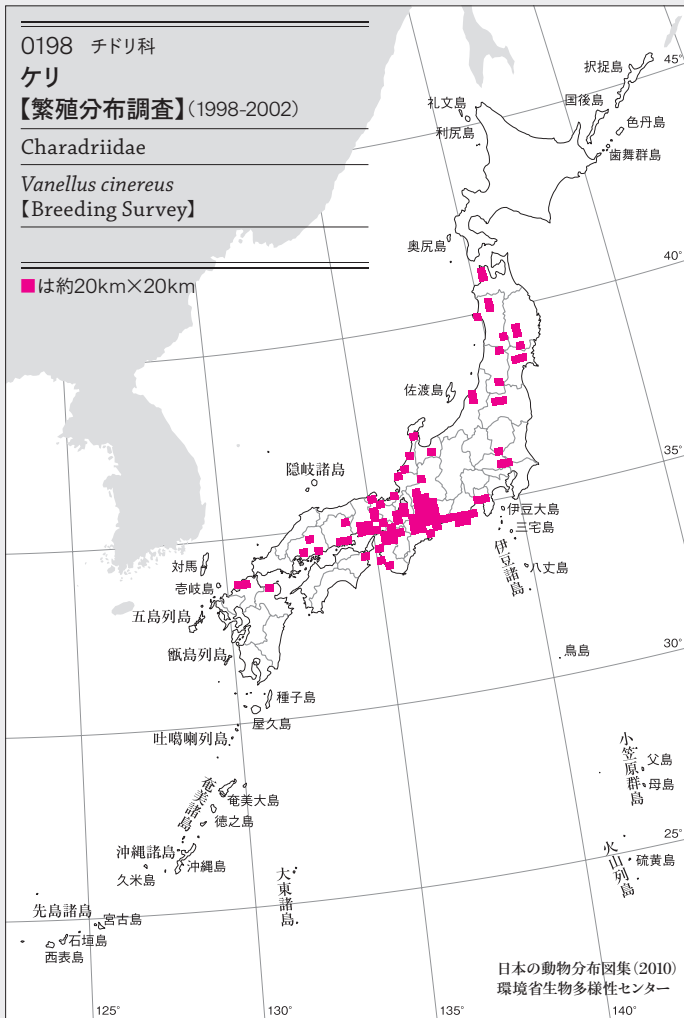 0198 チドリ科
ケリ
【繁殖分布調査】(1998-2002)
Charadriidae
Vanellus cinereus
【Breeding Survey】
■は約20km×20km
45°
択捉島
国後島
礼文島
色丹島
利尻島
歯舞群島
奥尻島
40°
佐渡島
35°
隠岐諸島
伊豆大島
三宅島
伊豆諸島
対馬
八丈島
壱岐島
五島列島
鳥島
30°
甑島列島
種子島
屋久島
吐噶喇列島
小笠原群島
父島
母島
奄美諸島
奄美大島
徳之島
25°
沖縄諸島
沖縄島
久米島
火山列島
硫黄島
大東諸島
先島諸島
宮古島
石垣島
西表島
日本の動物分布図集(2010)
環境省生物多様性センター
125°
130°
135°
140°